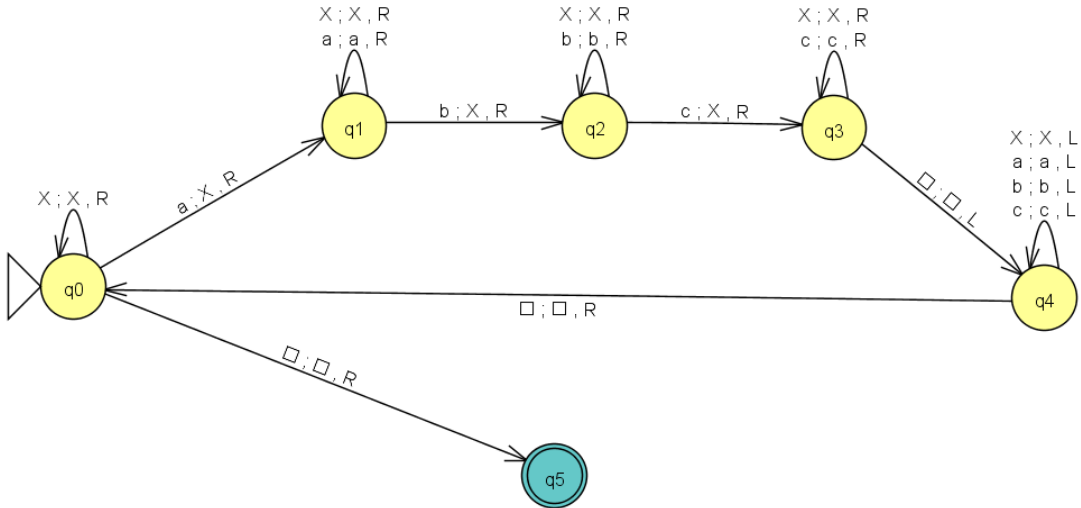 X ; X , R
a ; a , R
X ; X , R
b ; b , R
X ; X , R
c ; c , R
q1
b ; X , R
q2
c ; X , R
q3
X ; X , L
a ; a , L
b ; b , L
c ; c , L
X ; X , R
a ; X , R
□ ; □ , L
q0
q4
□ ; □ , R
□ ; □ , R
q5